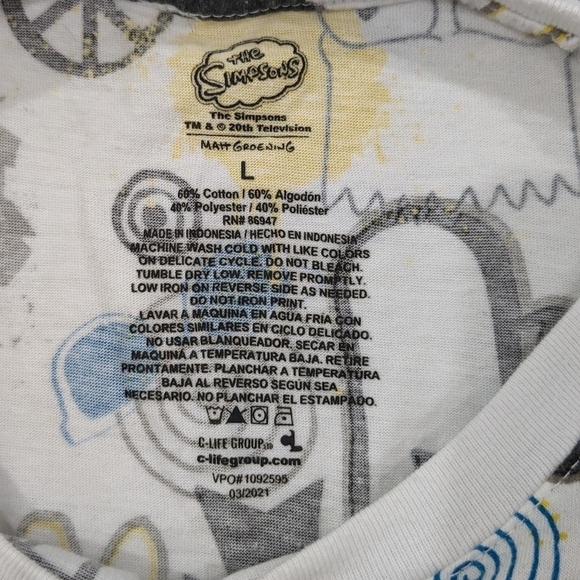 THE
SIMPSONS
The Simpsons
TM & © 20th Television
MATT GROENING
L
60% Cotton / 60% Algodón
40% Polyester / 40% Poliéster
RN# 86947
MADE IN INDONESIA / HECHO EN INDONESIA
MACHINE WASH COLD WITH LIKE COLORS
ON DELICATE CYCLE. DO NOT BLEACH.
TUMBLE DRY LOW. REMOVE PROMPTLY.
LOW IRON ON REVERSE SIDE AS NEEDED.
DO NOT IRON PRINT.
LAVAR A MAQUINA EN AGUA FRÍA CON
COLORES SIMILARES EN CICLO DELICADO.
NO USAR BLANQUEADOR. SECAR EN
MAQUINA A TEMPERATURA BAJA. RETIRE
PRONTAMENTE. PLANCHAR A TEMPERATURA
BAJA AL REVERSO SEGÚN SEA
NECESARIO. NO PLANCHAR EL ESTAMPADO.
C-LIFE GROUP LTD
c-lifegroup.com
VPO# 1092595
03/2021